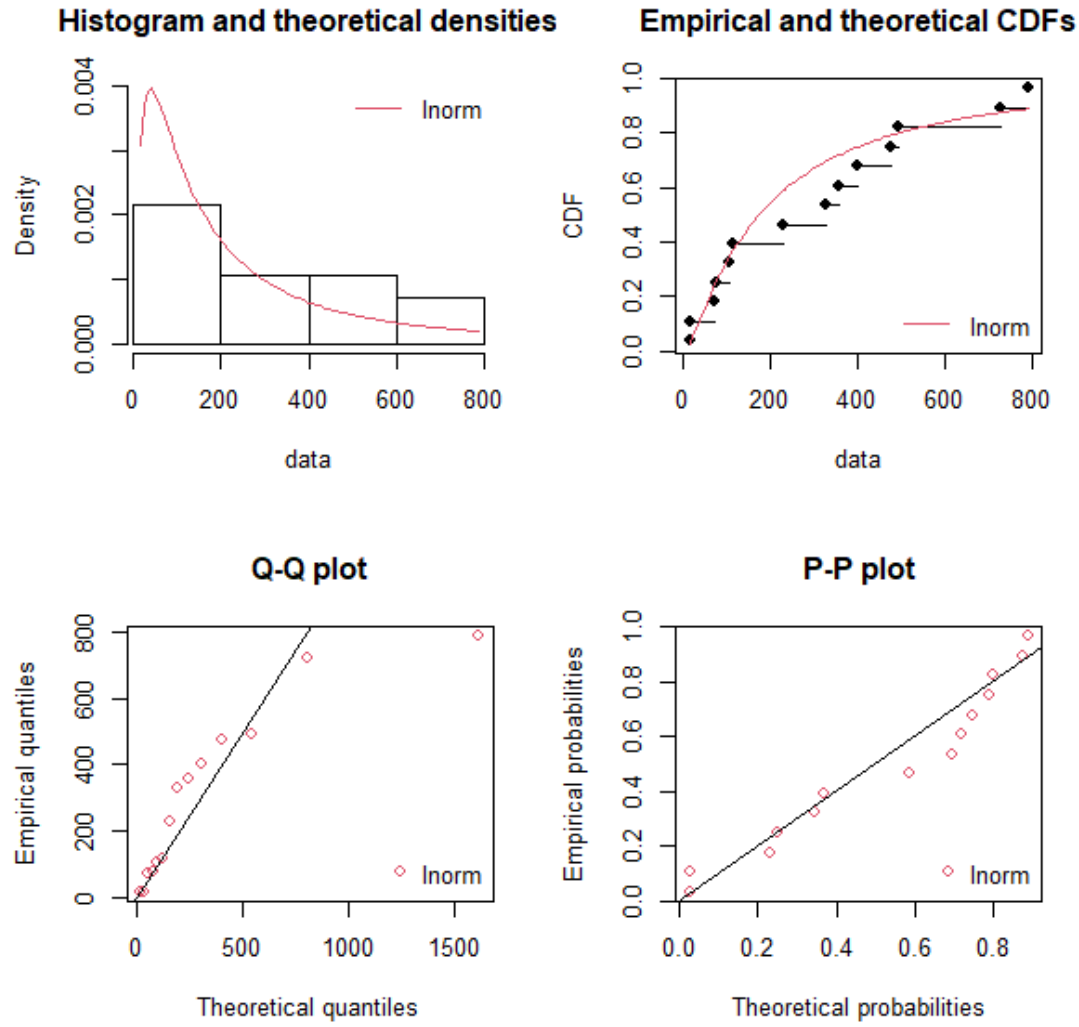 Histogram and theoretical densities
Density
0.004
0.002
0.000
lnorm
0 200 400 600 800
data
Empirical and theoretical CDFs
CDF
1.0
0.8
0.6
0.4
0.2
0.0
lnorm
0 200 400 600 800
data
Q-Q plot
Empirical quantiles
800
600
400
200
0
lnorm
0 500 1000 1500
Theoretical quantiles
P-P plot
Empirical probabilities
1.0
0.8
0.6
0.4
0.2
0.0
lnorm
0.0 0.2 0.4 0.6 0.8
Theoretical probabilities